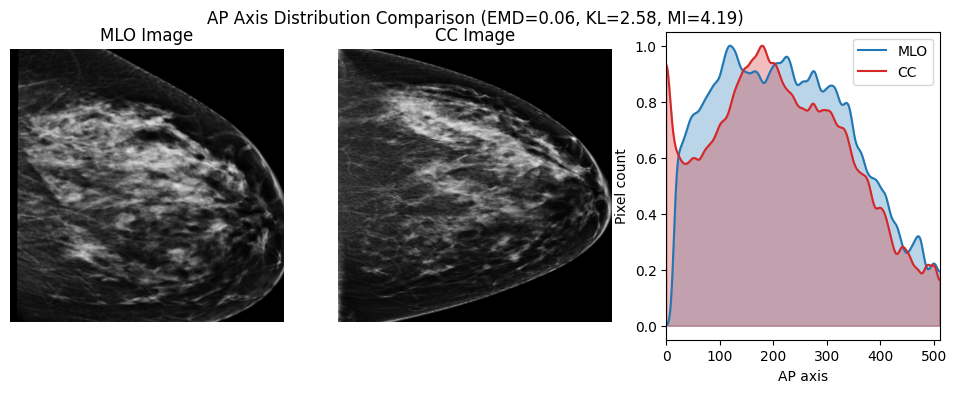 AP Axis Distribution Comparison (EMD=0.06, KL=2.58, MI=4.19)
MLO Image
CC Image
MLO
CC
Pixel count
1.0
0.8
0.6
0.4
0.2
0.0
0 100 200 300 400 500
AP axis